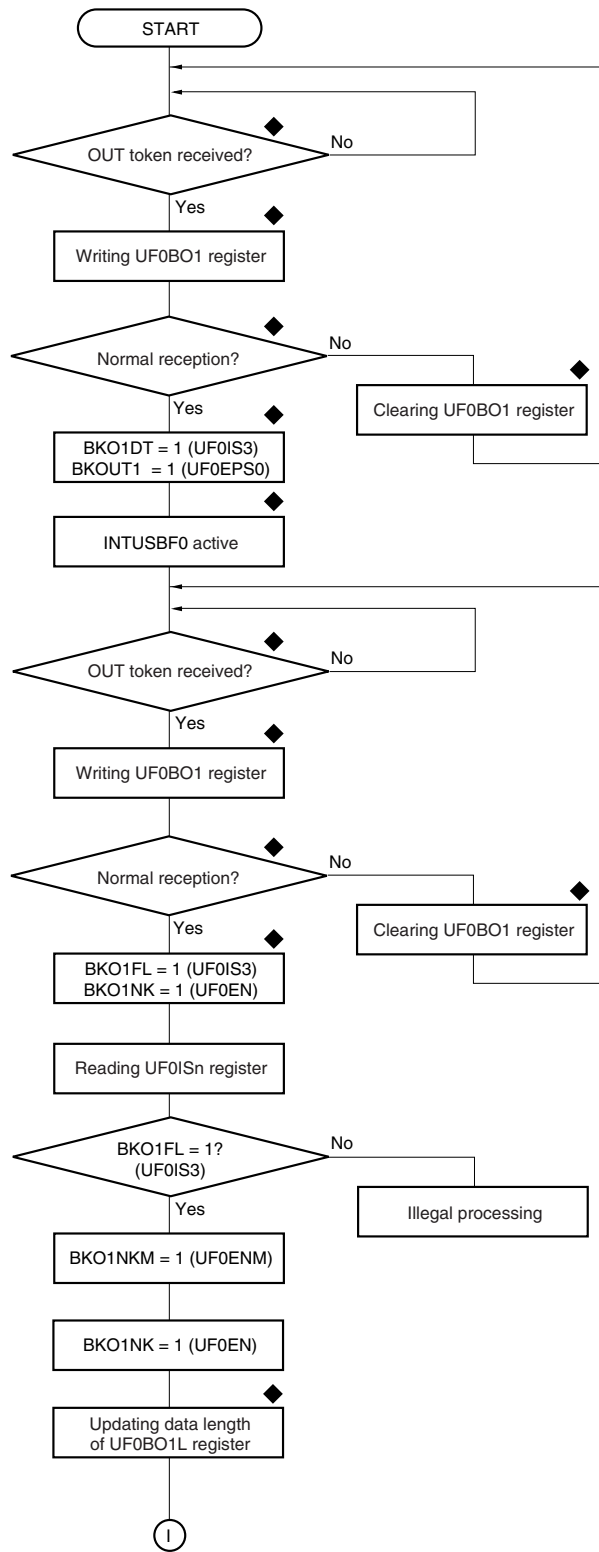 START
OUT token received?
No
Yes
Writing UF0BO1 register
Normal reception?
No
Yes
Clearing UF0BO1 register
BKO1DT = 1 (UF0IS3)
BKOUT1 = 1 (UF0EPS0)
INTUSBF0 active
OUT token received?
No
Yes
Writing UF0BO1 register
Normal reception?
No
Yes
Clearing UF0BO1 register
BKO1FL = 1 (UF0IS3)
BKO1NK = 1 (UF0EN)
Reading UF0ISn register
BKO1FL = 1?
(UF0IS3)
No
Yes
Illegal processing
BKO1NKM = 1 (UF0ENM)
BKO1NK = 1 (UF0EN)
Updating data length
of UF0BO1L register
I